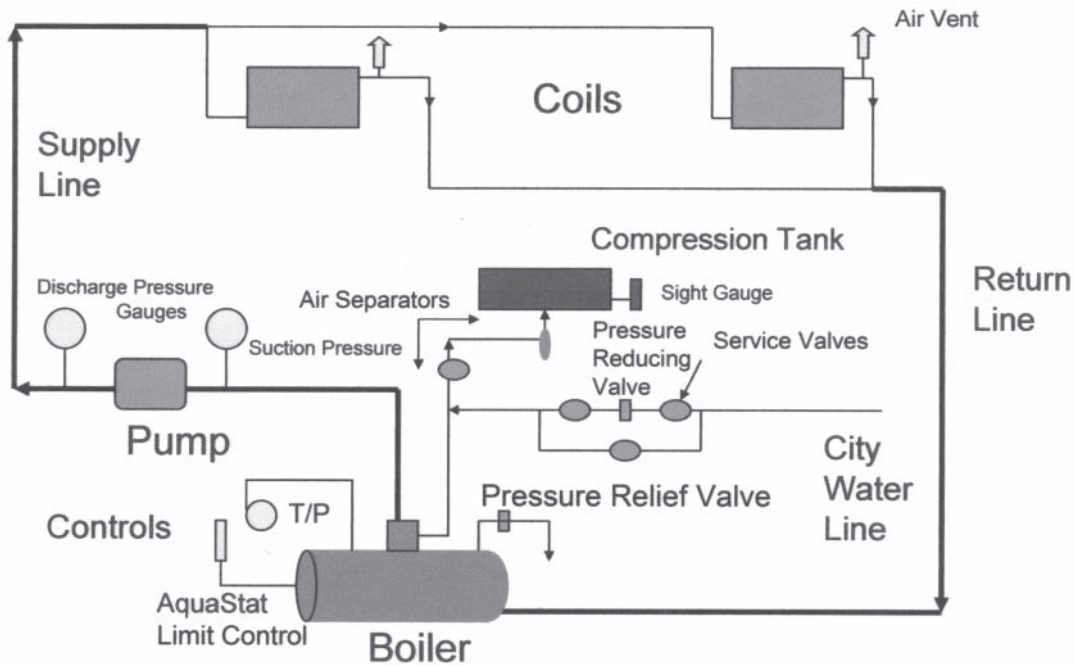 Air Vent
Coils
Supply
Line
Compression Tank
Return
Line
Discharge Pressure
Gauges
Air Separators
Sight Gauge
Suction Pressure
Pressure
Reducing
Valve
Service Valves
Pump
City
Water
Line
Pressure Relief Valve
Controls
T/P
AquaStat
Limit Control
Boiler